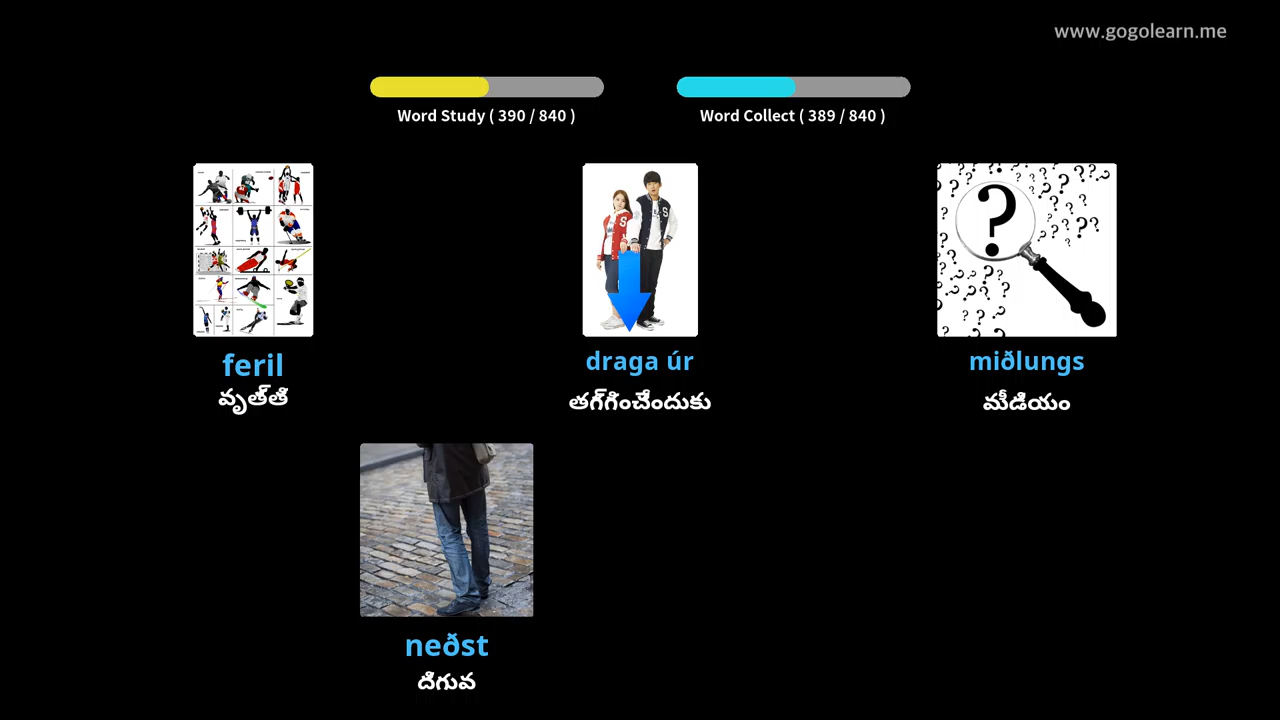 www.gogolearn.me
Word Study ( 390 / 840 )
Word Collect ( 389 / 840 )
feril
వృత్తి
draga úr
తగ్గించేందుకు
miðlungs
మీడియం
neðst
దిగువ